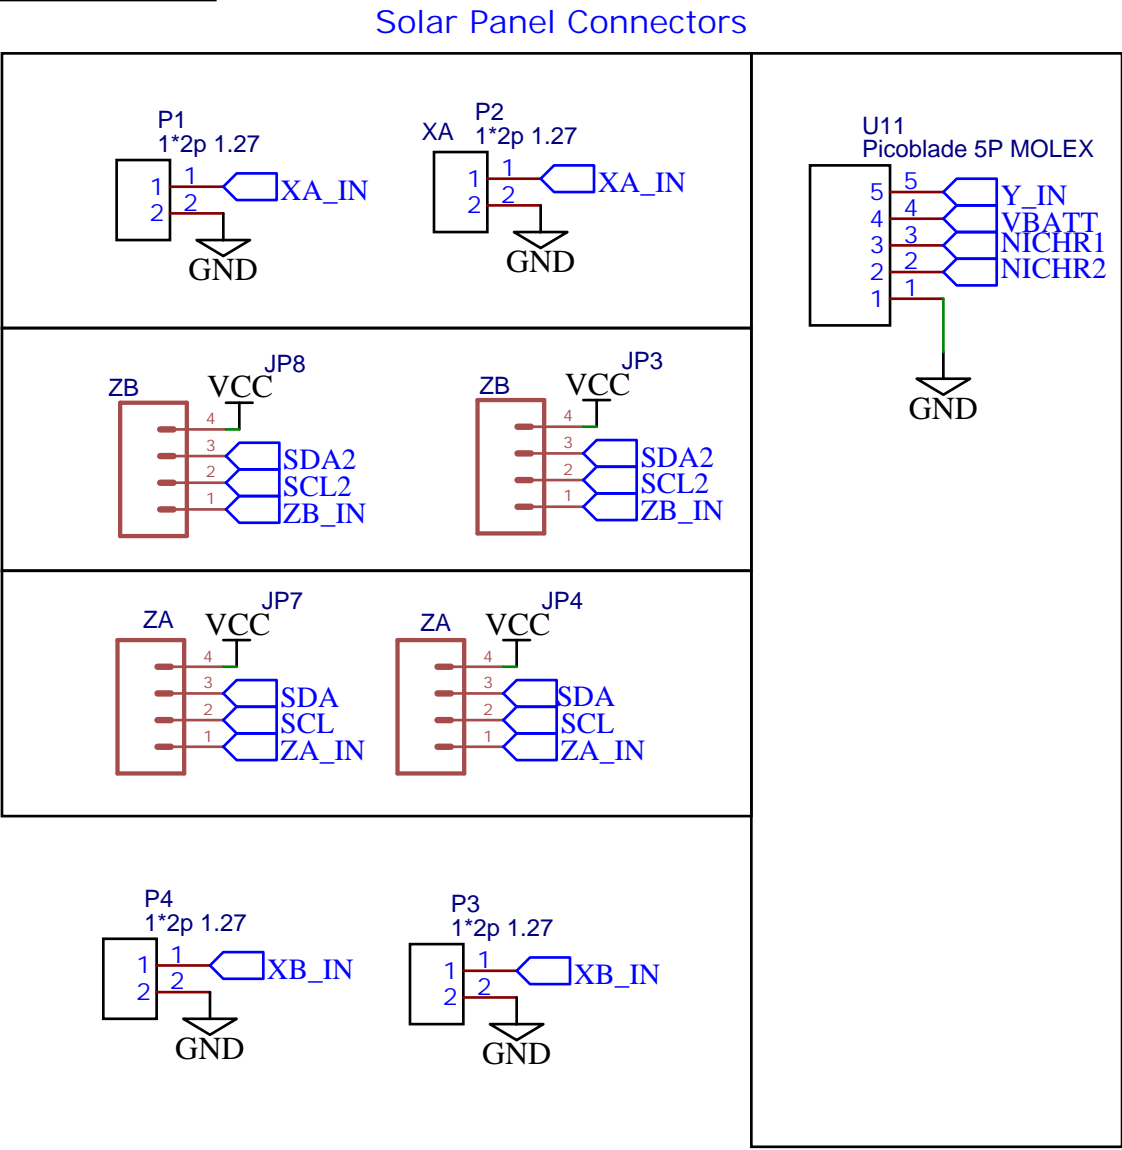 Solar Panel Connectors
P1
1*2p 1.27
1
1
XA_IN
2
2
GND
XA
P2
1*2p 1.27
1
1
XA_IN
2
2
GND
U11
Picoblade 5P MOLEX
5
5
Y_IN
4
4
VBATT
3
3
NICHR1
2
2
NICHR2
1
1
GND
ZB
VCC
JP8
4
3
SDA2
2
SCL2
1
ZB_IN
ZB
VCC
JP3
4
3
SDA2
2
SCL2
1
ZB_IN
ZA
VCC
JP7
4
3
SDA
2
SCL
1
ZA_IN
ZA
VCC
JP4
4
3
SDA
2
SCL
1
ZA_IN
P4
1*2p 1.27
1
1
XB_IN
2
2
GND
P3
1*2p 1.27
1
1
XB_IN
2
2
GND